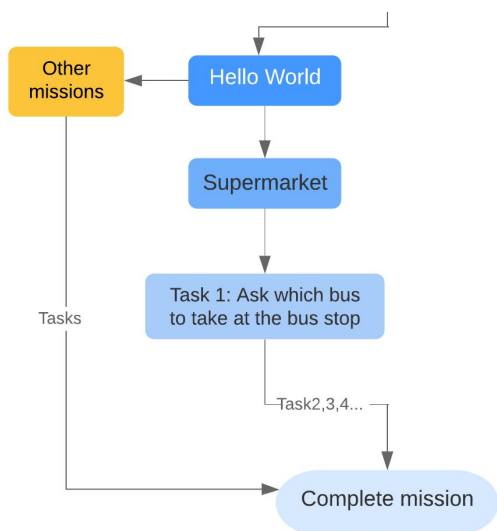 Other
missions
Hello World
Supermarket
Task 1: Ask which bus
to take at the bus stop
Tasks
Task2,3,4...
Complete mission